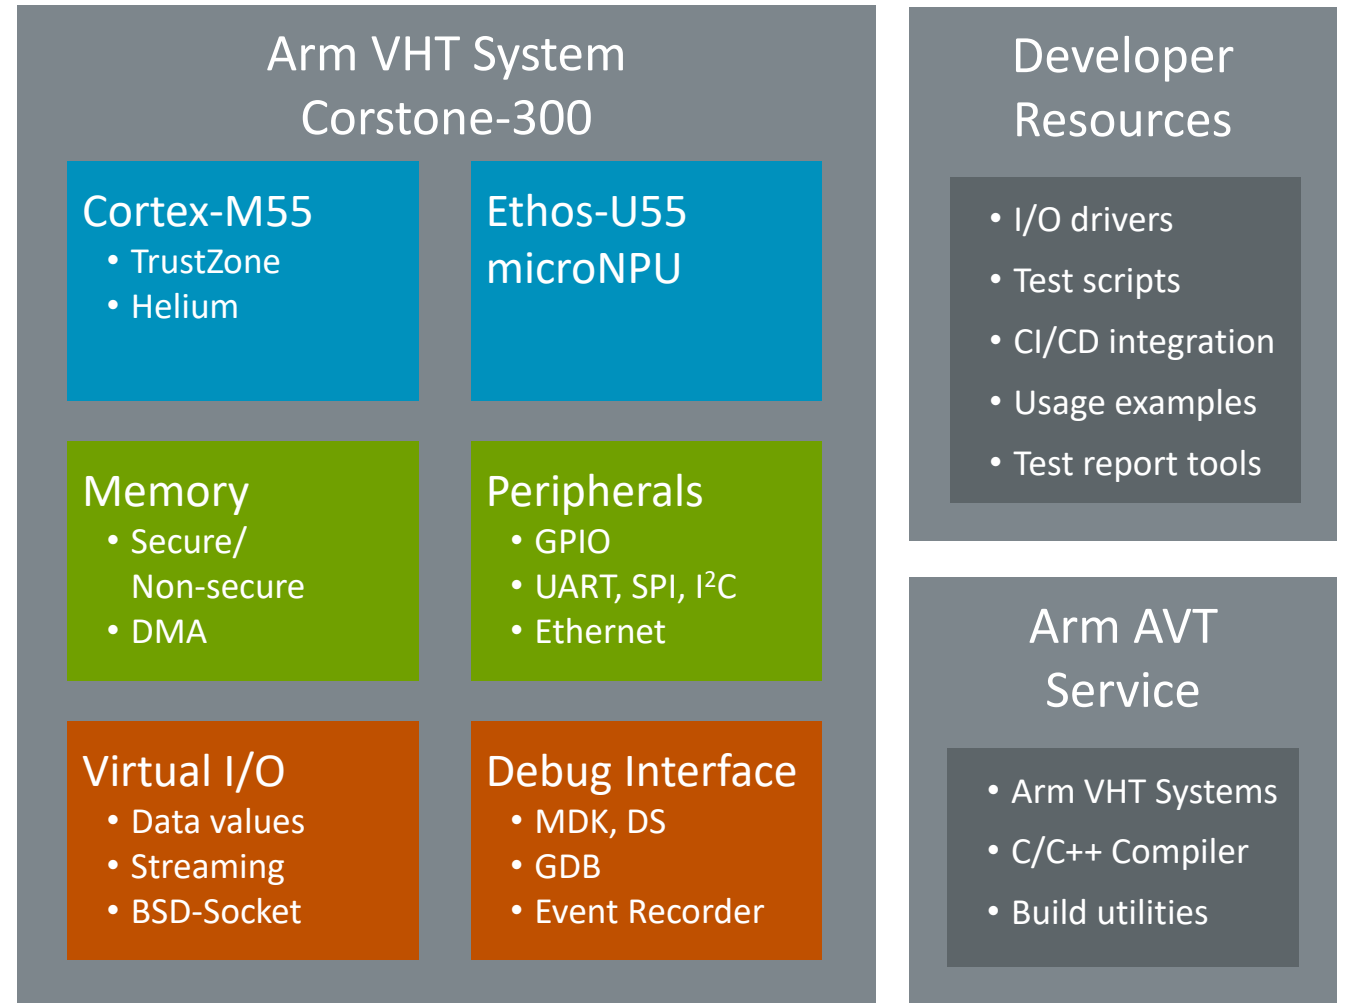 Arm VHT System
Corstone-300
Cortex-M55
• TrustZone
• Helium
Ethos-U55
microNPU
Memory
• Secure/
Non-secure
• DMA
Peripherals
• GPIO
• UART, SPI, I²C
• Ethernet
Virtual I/O
• Data values
• Streaming
• BSD-Socket
Debug Interface
• MDK, DS
• GDB
• Event Recorder
Developer
Resources
• I/O drivers
• Test scripts
• CI/CD integration
• Usage examples
• Test report tools
Arm AVT
Service
• Arm VHT Systems
• C/C++ Compiler
• Build utilities